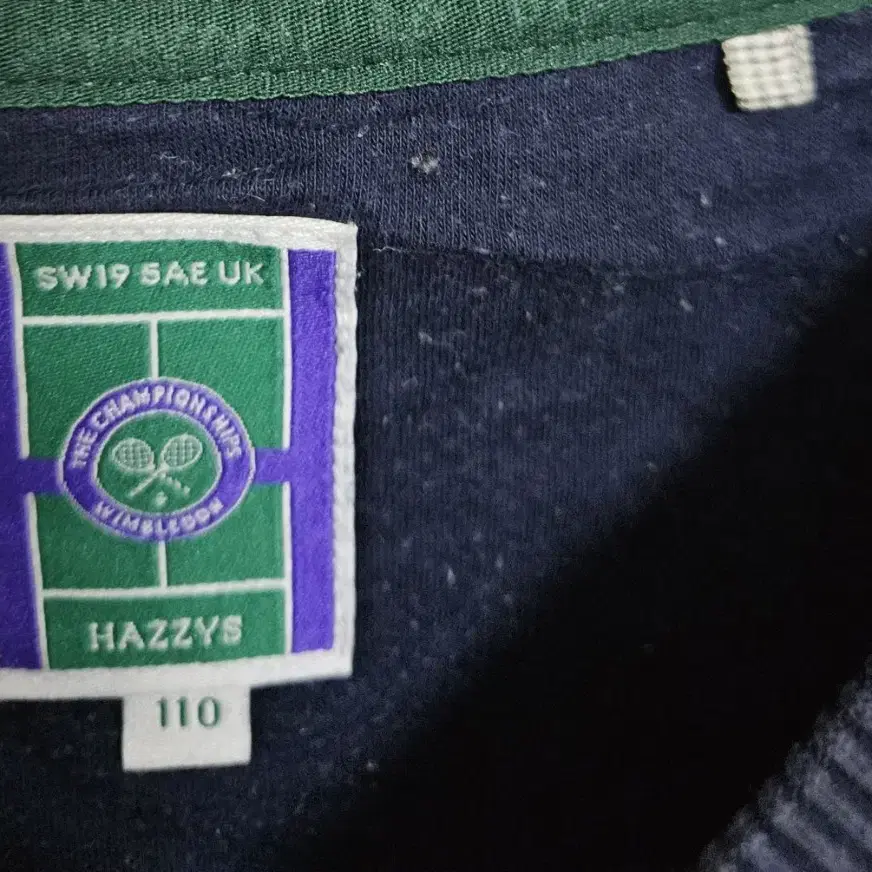 SW19 5AE UK
THE CHAMPIONSHIPS
WIMBLEDON
HAZZYS
110